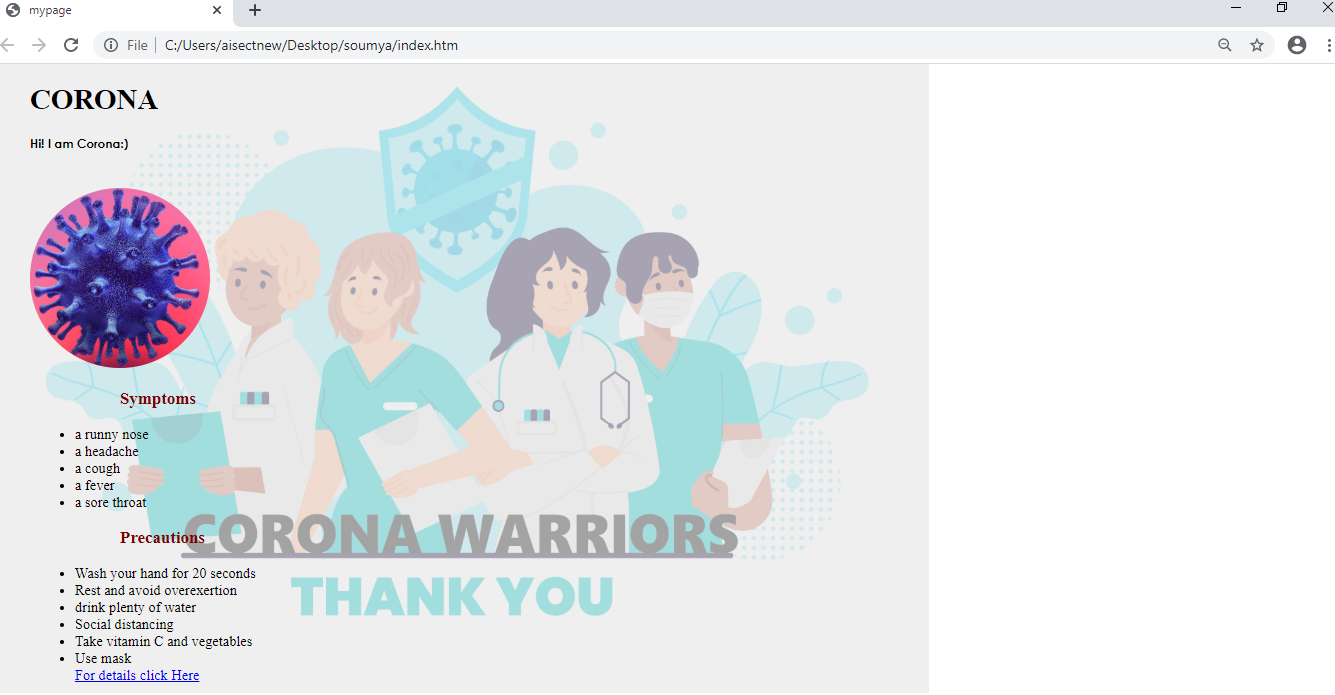 mypage
File
C:/Users/aisectnew/Desktop/soumya/index.htm
CORONA
Hi! I am Corona:)
Symptoms
a runny nose
a headache
a cough
a fever
a sore throat
Precautions
Wash your hand for 20 seconds
Rest and avoid overexertion
drink plenty of water
Social distancing
Take vitamin C and vegetables
Use mask
For details click Here
CORONA WARRIORS
THANK YOU